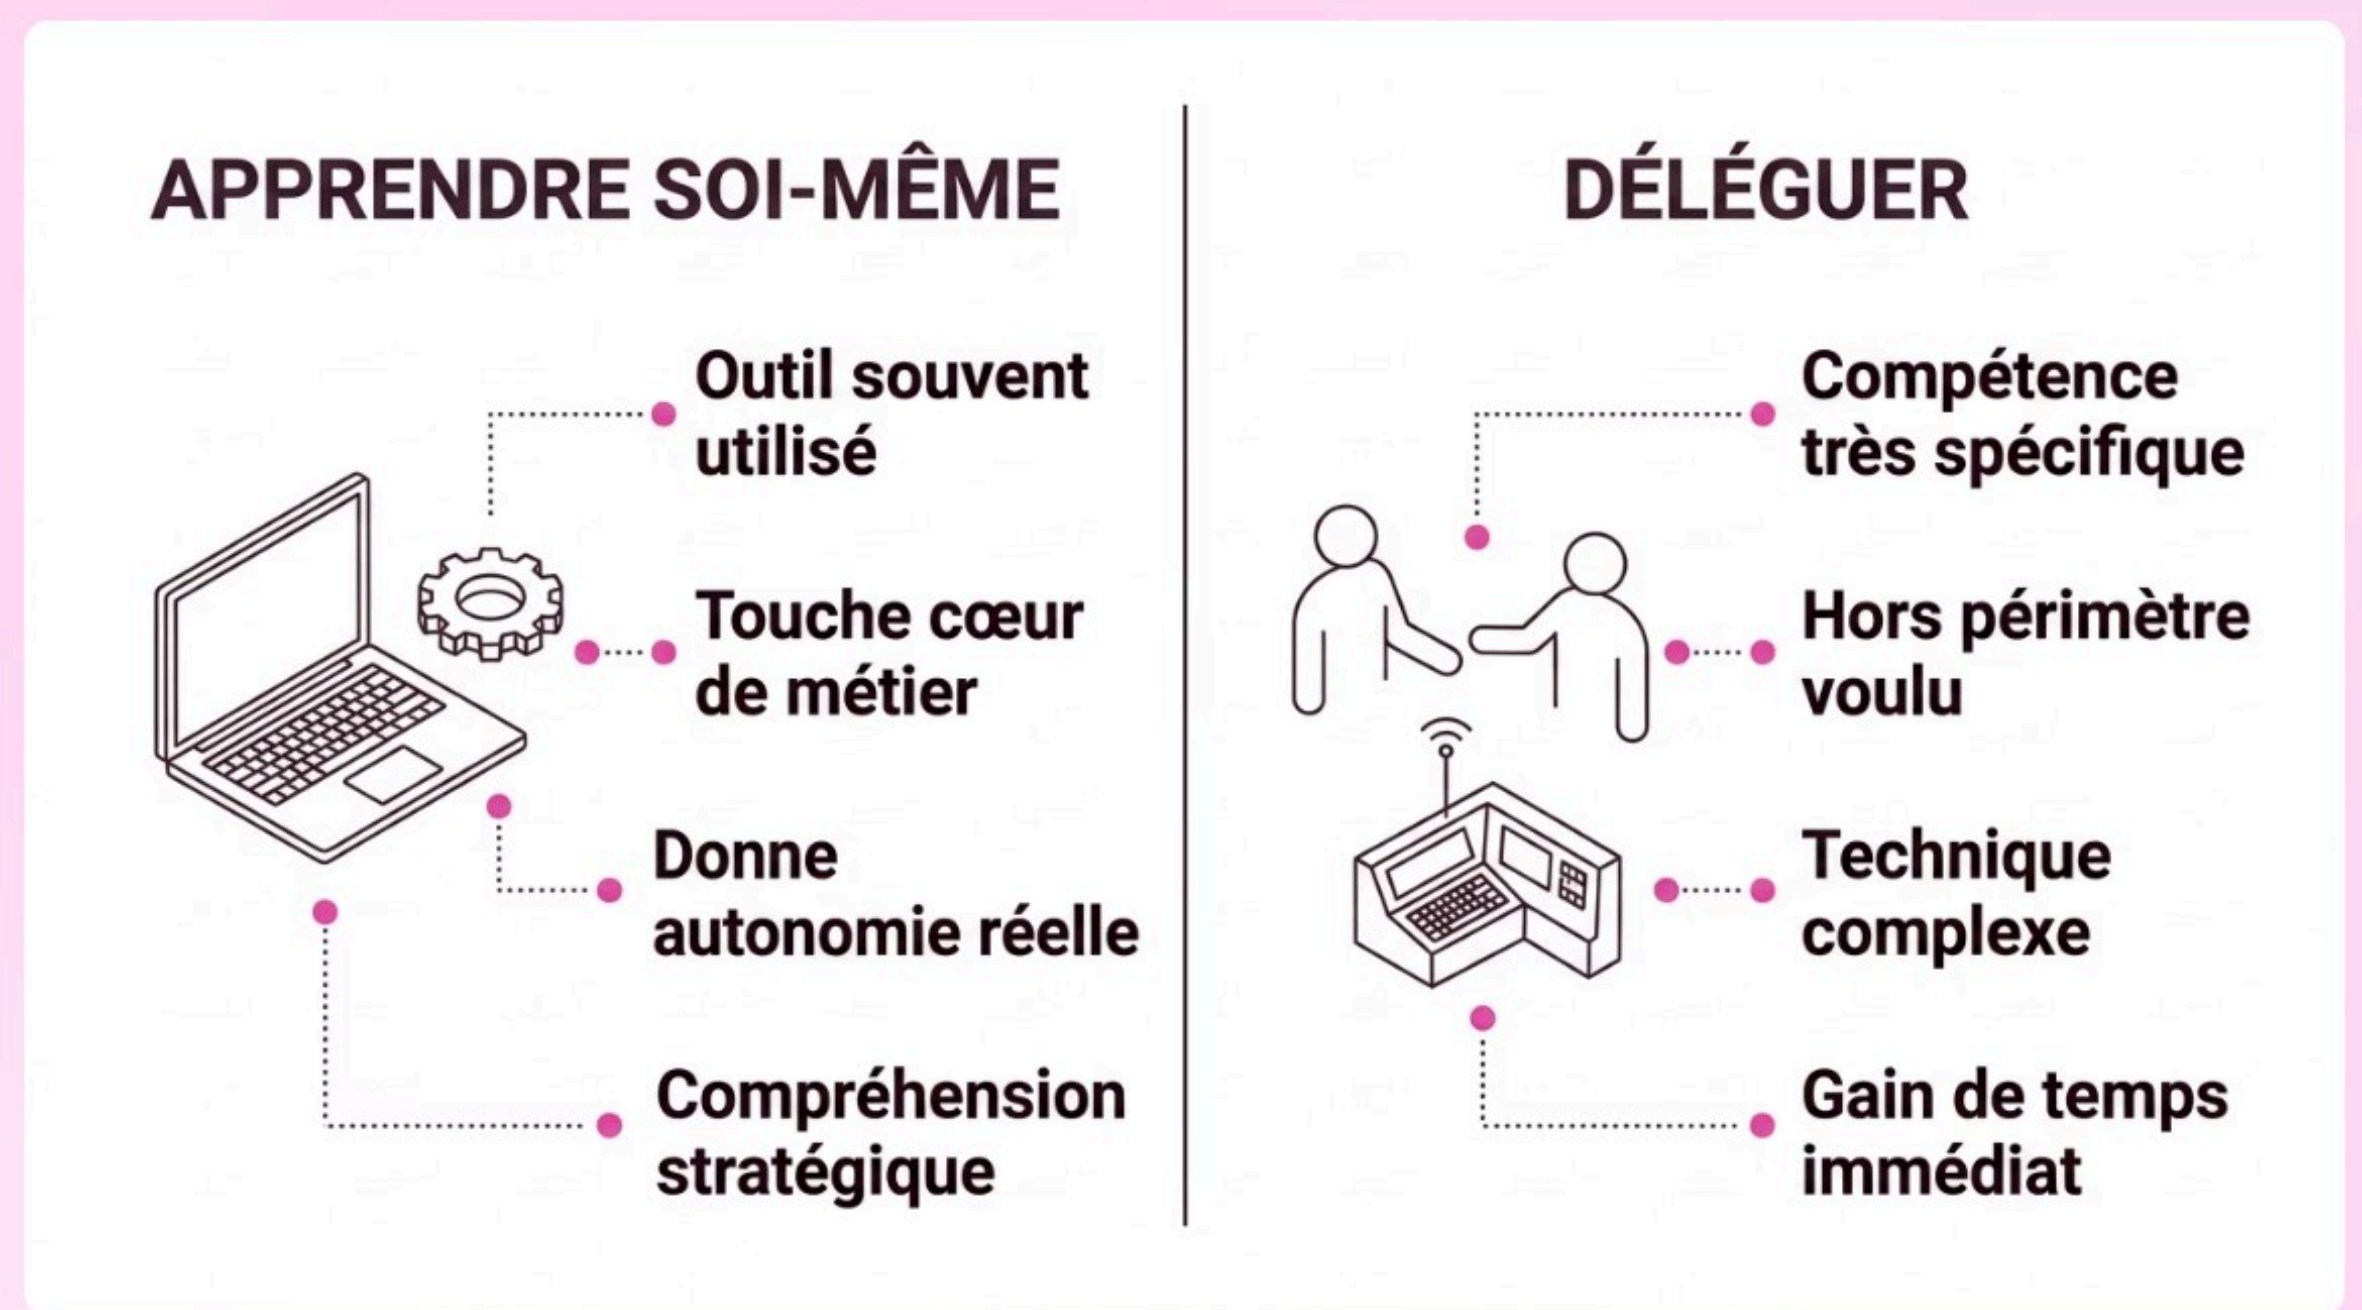 APPRENDRE SOI-MÊME
Outil souvent
utilisé
Touche cœur
de métier
Donne
autonomie réelle
Compréhension
stratégique
DÉLÉGUER
Compétence
très spécifique
Hors périmètre
voulu
Technique
complexe
Gain de temps
immédiat